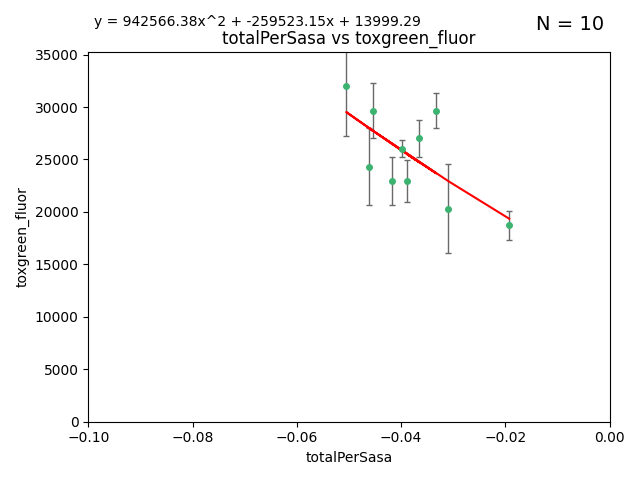 y = 942566.38x^2 + -259523.15x + 13999.29
N = 10
totalPerSasa vs toxgreen_fluor
35000
30000
25000
20000
15000
10000
5000
0
toxgreen_fluor
−0.10 −0.08 −0.06 −0.04 −0.02 0.00
totalPerSasa